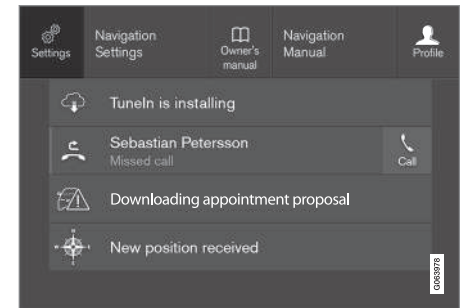 Settings
Navigation
Settings
Owner's
manual
Navigation
Manual
Profile
TuneIn is installing
Sebastian Petersson
Missed call
Call
Downloading appointment proposal
New position received
G063978